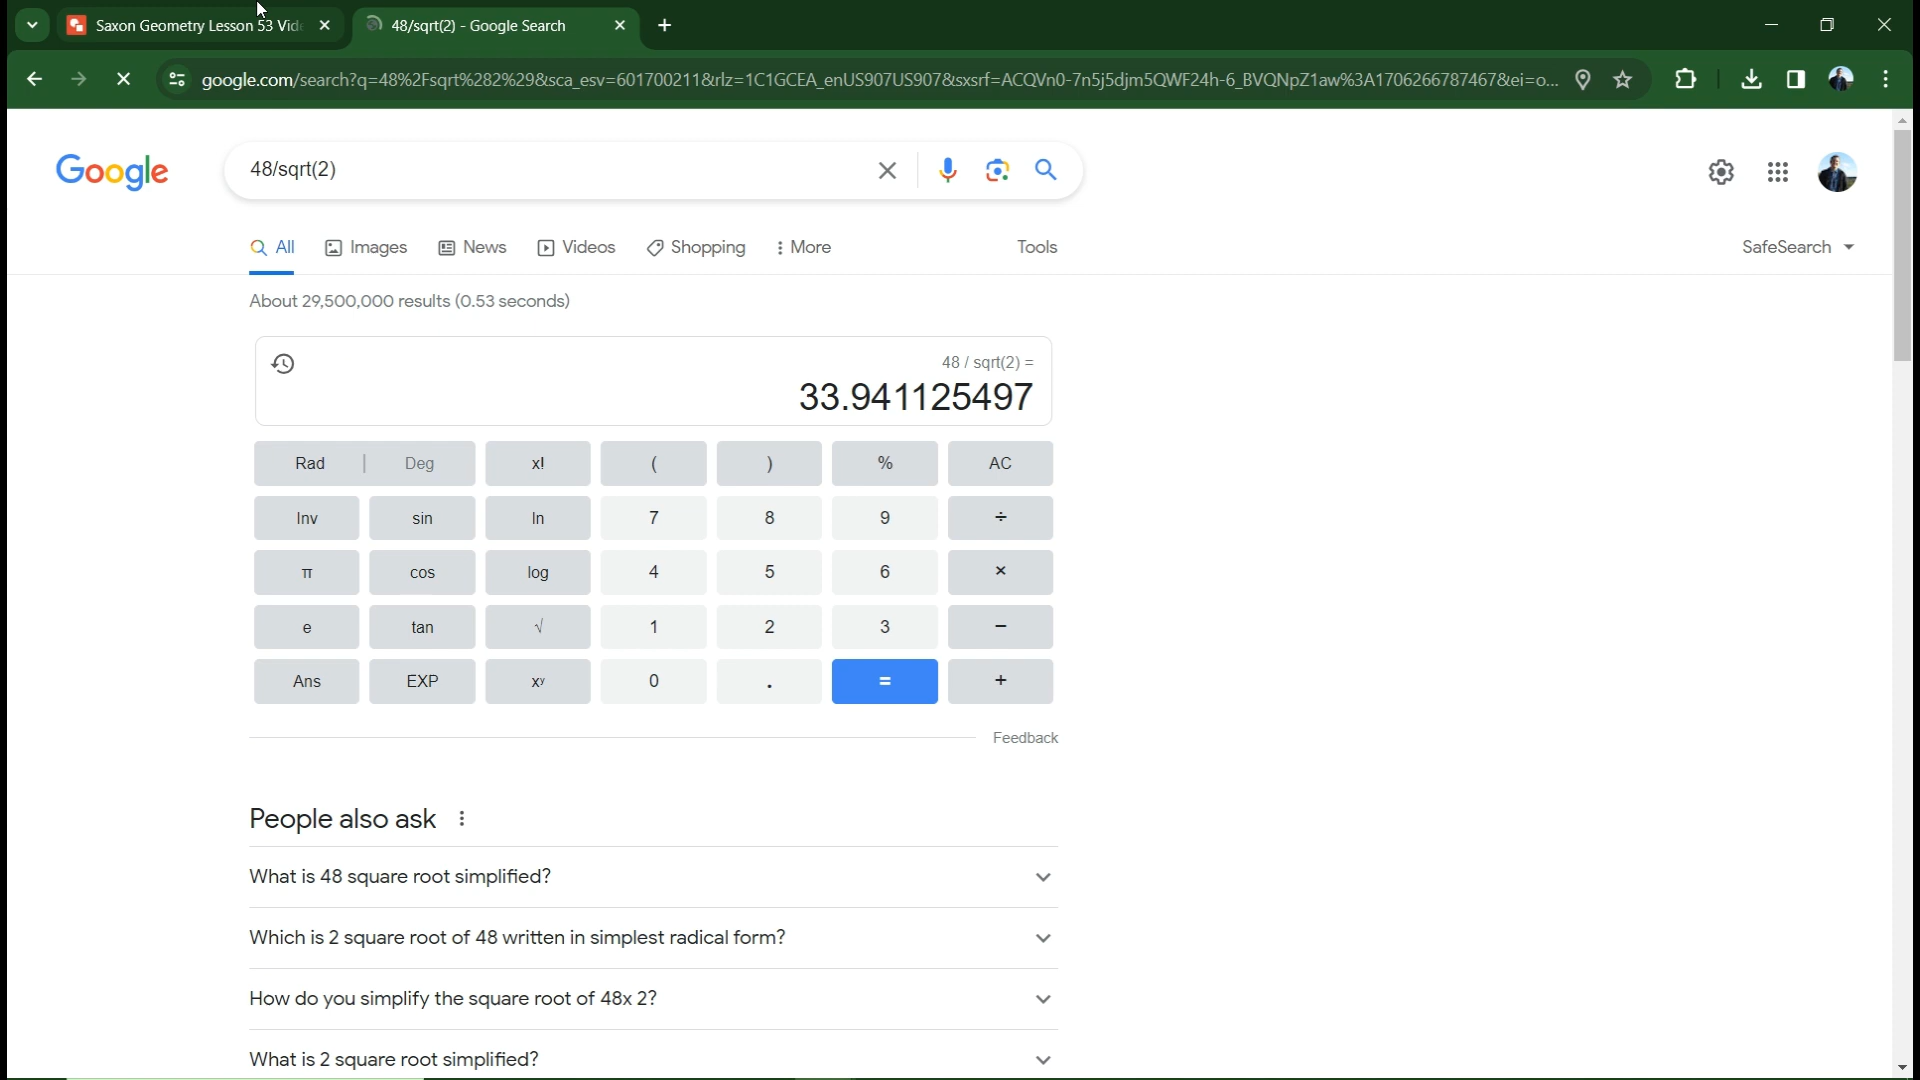 Saxon Geometry Lesson 53 Vide
48/sqrt(2) - Google Search
google.com/search?q=48%2Fsqrt%282%29&sca_esv=601700211&rlz=1C1GCEA_enUS907US907&sxsrf=ACQVn0-7n5j5djm5QWF24h-6_BVQNpZ1aw%3A1706266787467&ei=o...
Google
48/sqrt(2)
All Images News Videos Shopping More Tools SafeSearch
About 29,500,000 results (0.53 seconds)
48 / sqrt(2) =
33.941125497
Rad | Deg x! ( ) % AC
Inv sin ln 7 8 9 ÷
π cos log 4 5 6 ×
e tan √ 1 2 3 −
Ans EXP xʸ 0 . = +
Feedback
People also ask
What is 48 square root simplified?
Which is 2 square root of 48 written in simplest radical form?
How do you simplify the square root of 48x 2?
What is 2 square root simplified?